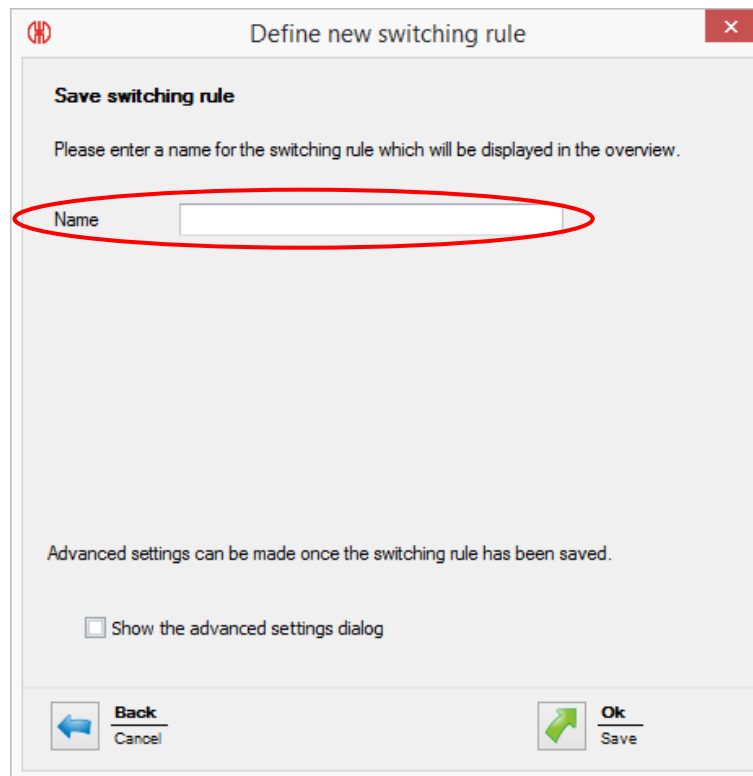 Define new switching rule
Save switching rule
Please enter a name for the switching rule which will be displayed in the overview.
Name
Advanced settings can be made once the switching rule has been saved.
Show the advanced settings dialog
Back
Cancel
Ok
Save